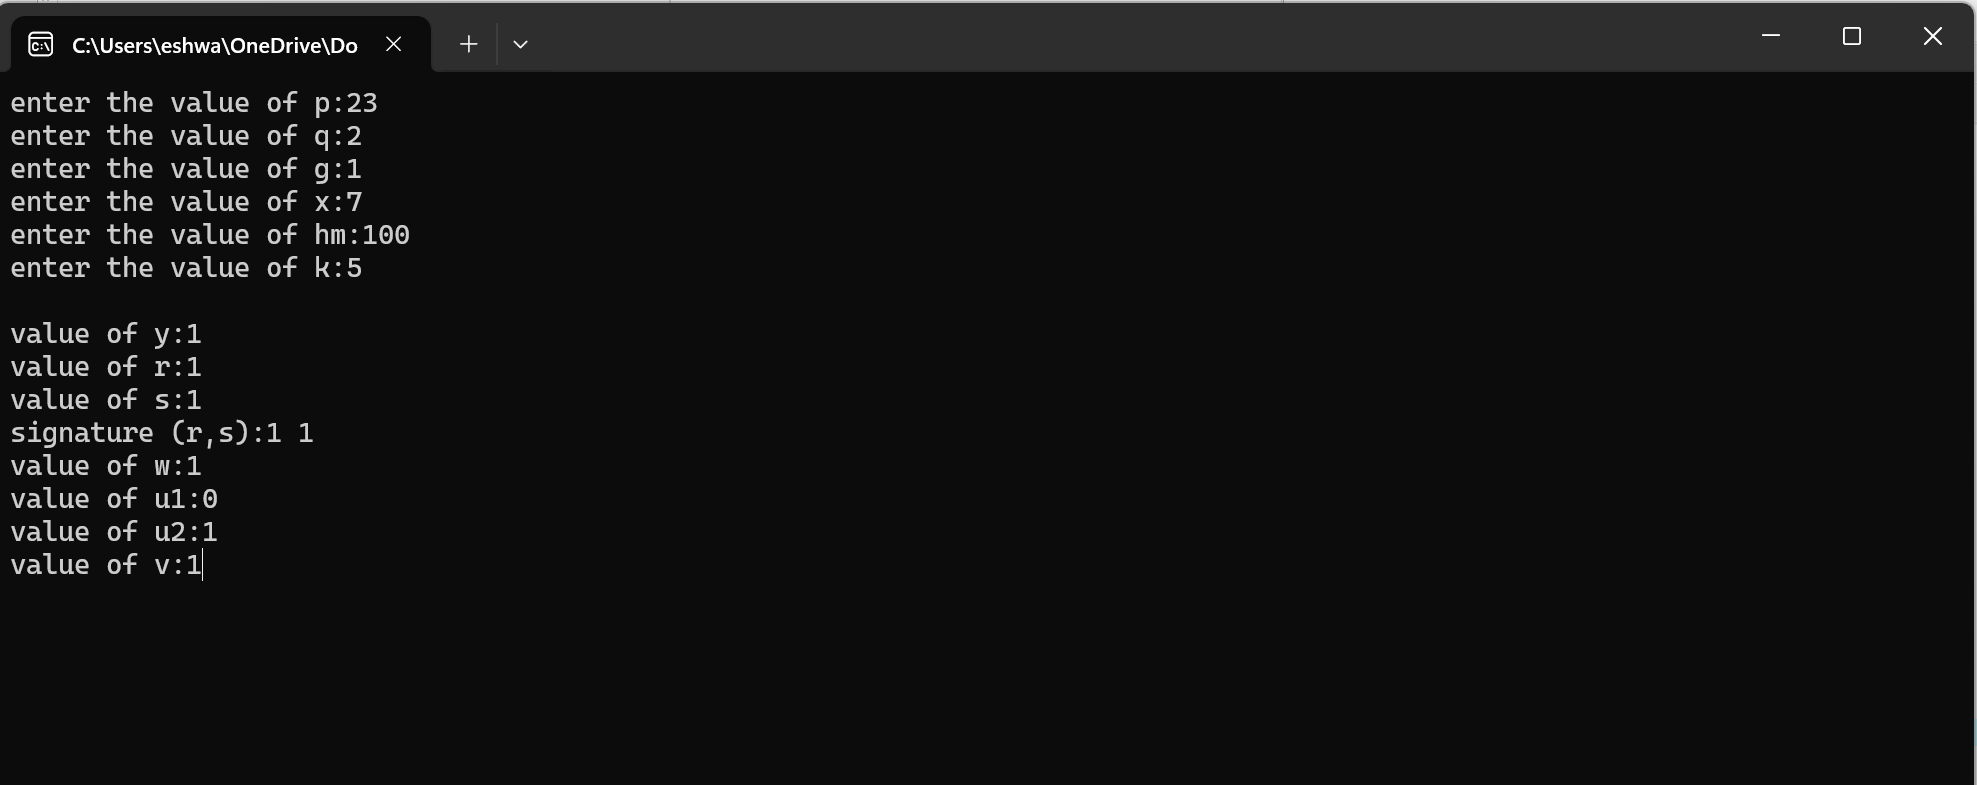 C:\Users\eshwa\OneDrive\Do
enter the value of p:23
enter the value of q:2
enter the value of g:1
enter the value of x:7
enter the value of hm:100
enter the value of k:5
value of y:1
value of r:1
value of s:1
signature (r,s):1 1
value of w:1
value of u1:0
value of u2:1
value of v:1